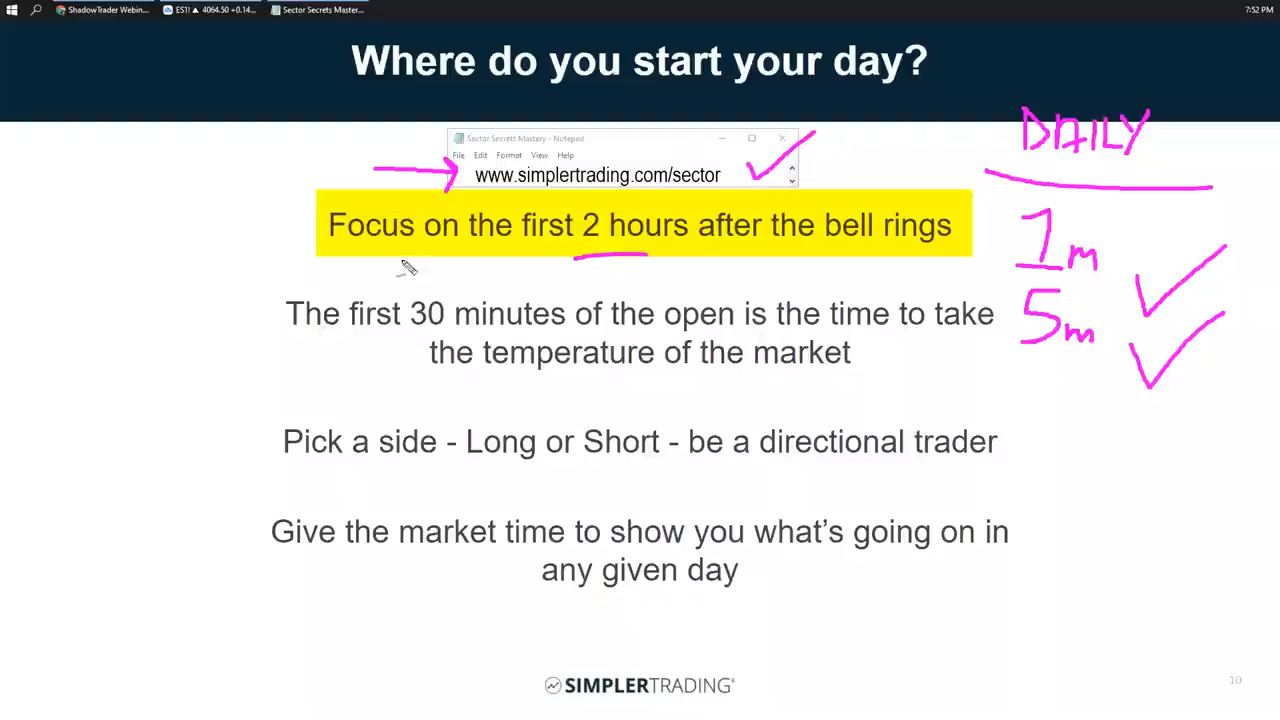 ShadowTrader Webin...
ES1! ▲ 4064.50 +0.14...
Sector Secrets Master...
7:52 PM
Where do you start your day?
DAILY
Sector Secrets Mastery - Notepad
File Edit Format View Help
www.simplertrading.com/sector
Focus on the first 2 hours after the bell rings
1m
5m
The first 30 minutes of the open is the time to take
the temperature of the market
Pick a side - Long or Short - be a directional trader
Give the market time to show you what's going on in
any given day
SIMPLERTRADING®
10